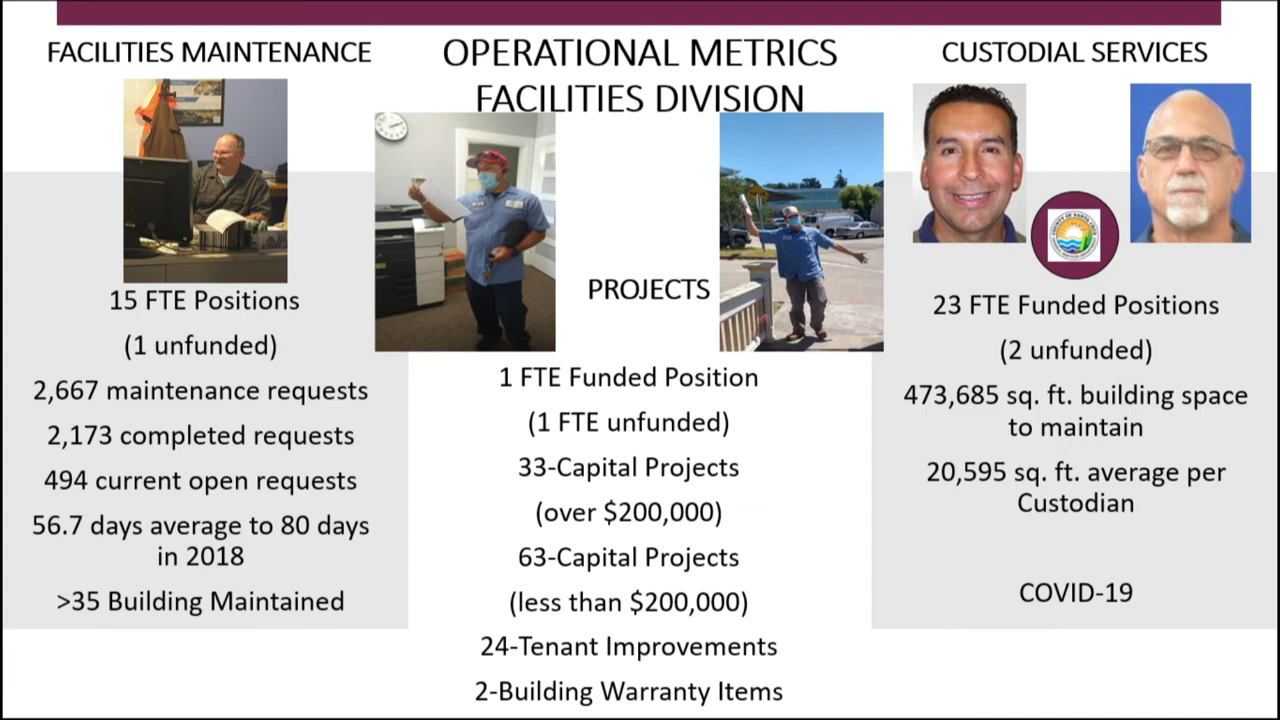 FACILITIES MAINTENANCE
15 FTE Positions
(1 unfunded)
2,667 maintenance requests
2,173 completed requests
494 current open requests
56.7 days average to 80 days
in 2018
>35 Building Maintained
OPERATIONAL METRICS
FACILITIES DIVISION
PROJECTS
1 FTE Funded Position
(1 FTE unfunded)
33-Capital Projects
(over $200,000)
63-Capital Projects
(less than $200,000)
24-Tenant Improvements
2-Building Warranty Items
CUSTODIAL SERVICES
COUNTY OF SANTA CRUZ
23 FTE Funded Positions
(2 unfunded)
473,685 sq. ft. building space
to maintain
20,595 sq. ft. average per
Custodian
COVID-19